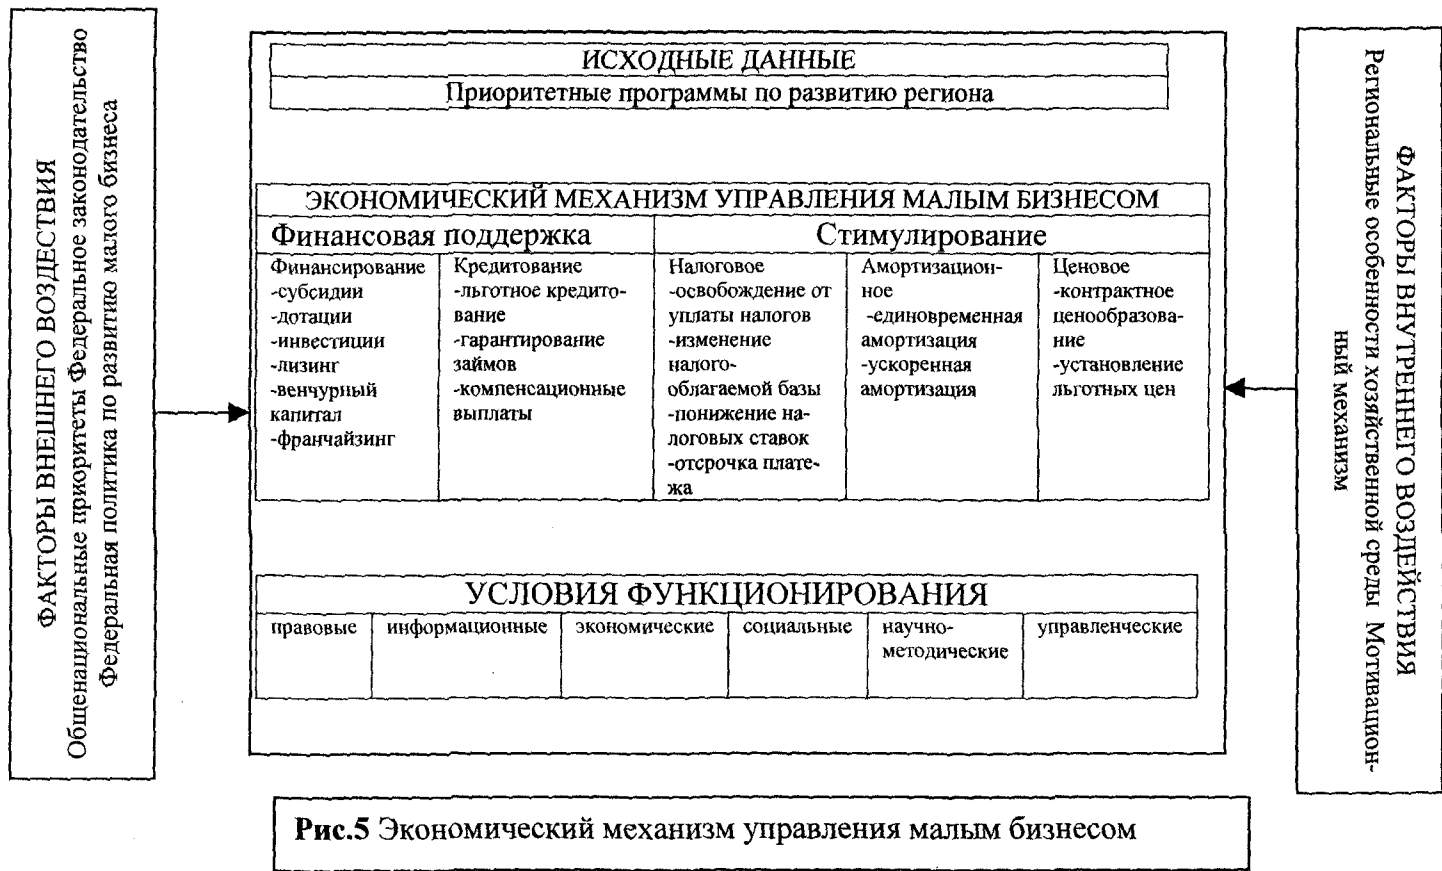 ФАКТОРЫ ВНЕШНЕГО ВОЗДЕСТВИЯ
Общенациональные приоритеты Федеральное законодательство
Федеральная политика по развитию малого бизнеса
ИСХОДНЫЕ ДАННЫЕ
Приоритетные программы по развитию региона
ЭКОНОМИЧЕСКИЙ МЕХАНИЗМ УПРАВЛЕНИЯ МАЛЫМ БИЗНЕСОМ
Финансовая поддержка
Стимулирование
Финансирование
-субсидии
-дотации
-инвестиции
-лизинг
-венчурный
капитал
-франчайзинг
Кредитование
-льготное кредито-
вание
-гарантирование
займов
-компенсационные
выплаты
Налоговое
-освобождение от
уплаты налогов
-изменение
налого-
облагаемой базы
-понижение на-
логовых ставок
-отсрочка плате-
жа
Амортизацион-
ное
-единовременная
амортизация
-ускоренная
амортизация
Ценовое
-контрактное
ценообразова-
ние
-установление
льготных цен
УСЛОВИЯ ФУНКЦИОНИРОВАНИЯ
правовые
информационные
экономические
социальные
научно-
методические
управленческие
ФАКТОРЫ ВНУТРЕННЕГО ВОЗДЕЙСТВИЯ
Региональные особенности хозяйственной среды Мотивацион-
ный механизм
Рис.5 Экономический механизм управления малым бизнесом